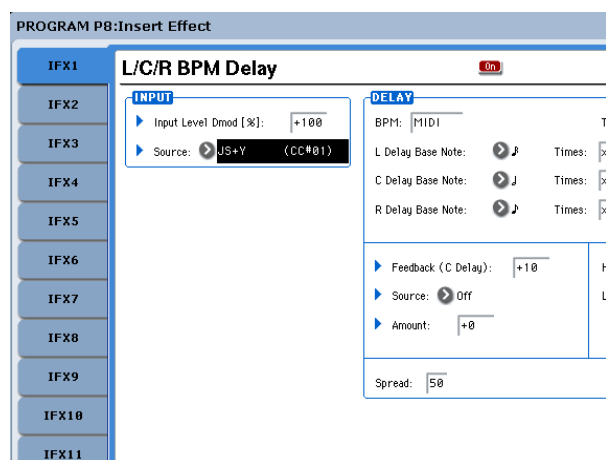 PROGRAM P8:Insert Effect
IFX1
L/C/R BPM Delay
On
IFX2
INPUT
DELAY
Input Level Dmod [%]: +100
BPM: MIDI
IFX3
Source: JS+Y (CC#01)
L Delay Base Note: ♪ Times:
IFX4
C Delay Base Note: ♩ Times:
IFX5
R Delay Base Note: ♪ Times:
IFX6
Feedback (C Delay): +10
IFX7
Source: Off
IFX8
Amount: +0
IFX9
Spread: 50
IFX10
IFX11